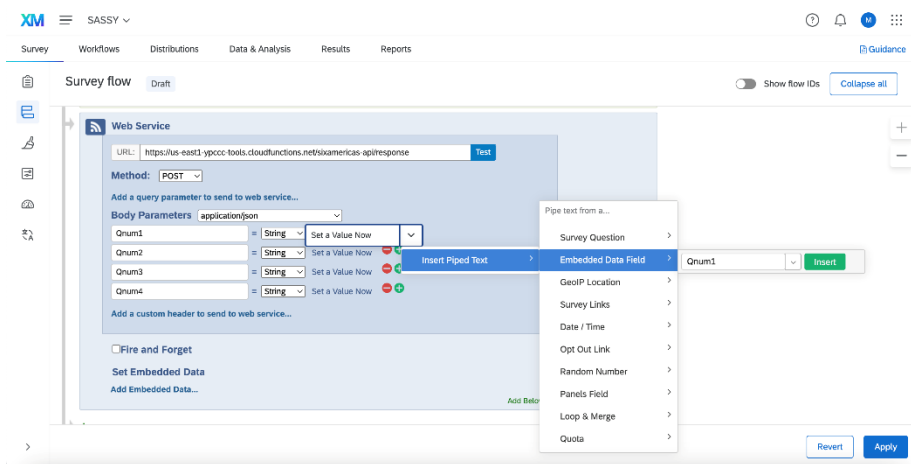 XM SASSY
Survey Workflows Distributions Data & Analysis Results Reports Guidance
Survey flow Draft Show flow IDs Collapse all
Web Service
URL: https://us-east1-ypccc-tools.cloudfunctions.net/sixamericas-api/response Test
Method: POST
Add a query parameter to send to web service...
Body Parameters application/json
Qnum1 = String Set a Value Now
Qnum2 = String Set a Value Now
Qnum3 = String Set a Value Now
Qnum4 = String Set a Value Now
Add a custom header to send to web service...
Fire and Forget
Set Embedded Data
Add Embedded Data...
Insert Piped Text
Pipe text from a...
Survey Question
Embedded Data Field
GeoIP Location
Survey Links
Date / Time
Opt Out Link
Random Number
Panels Field
Loop & Merge
Quota
Qnum1 Insert
Add Belo
Revert Apply
M